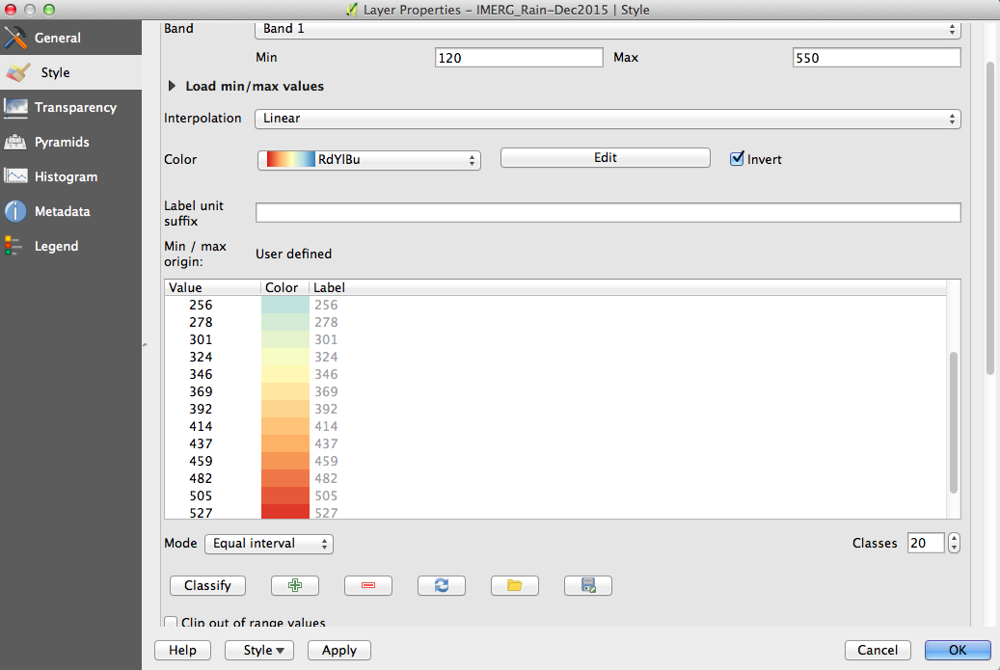 Layer Properties - IMERG_Rain-Dec2015 | Style
General
Style
Transparency
Pyramids
Histogram
Metadata
Legend
Band Band 1
Min 120 Max 550
Load min/max values
Interpolation Linear
Color RdYlBu Edit Invert
Label unit
suffix
Min / max
origin: User defined
Value Color Label
256 256
278 278
301 301
324 324
346 346
369 369
392 392
414 414
437 437
459 459
482 482
505 505
527 527
Mode Equal interval Classes 20
Classify
Clip out of range values
Help Style Apply Cancel OK